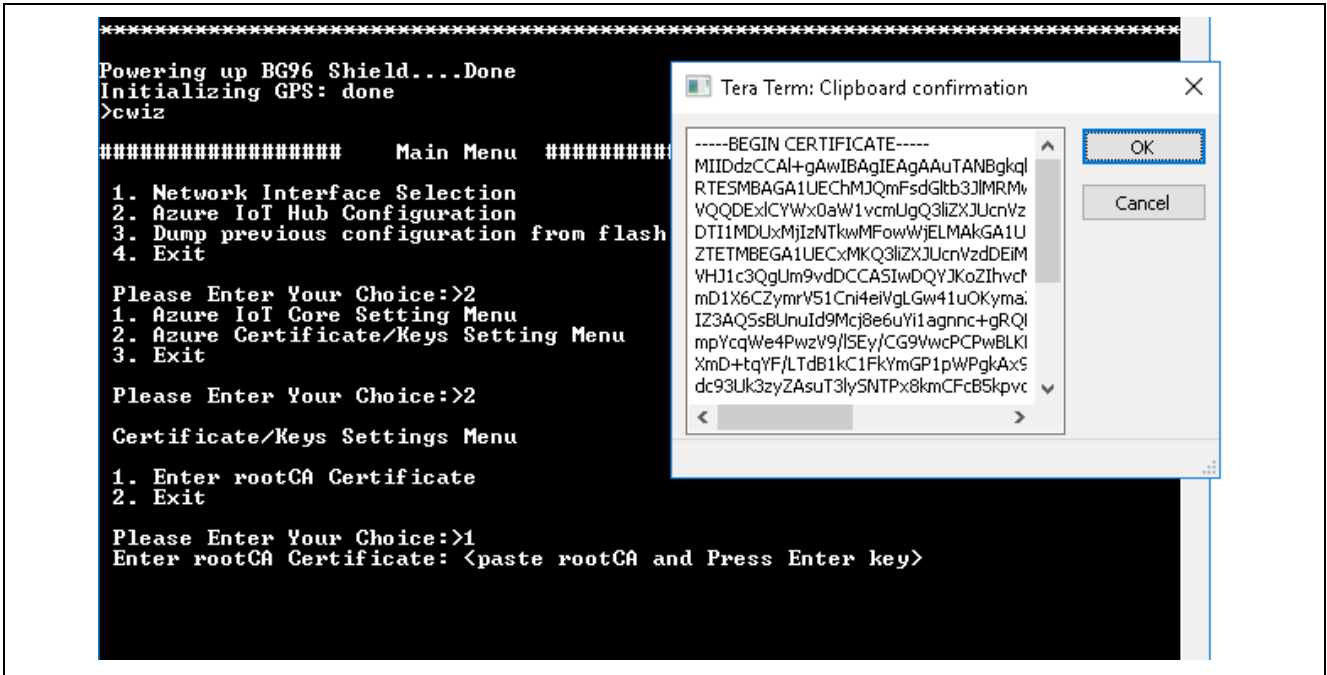 ********************************************************************************
Powering up BG96 Shield....Done
Initializing GPS: done
>cwiz
################## Main Menu ##########
1. Network Interface Selection
2. Azure IoT Hub Configuration
3. Dump previous configuration from flash
4. Exit
Please Enter Your Choice:>2
1. Azure IoT Core Setting Menu
2. Azure Certificate/Keys Setting Menu
3. Exit
Please Enter Your Choice:>2
Certificate/Keys Settings Menu
1. Enter rootCA Certificate
2. Exit
Please Enter Your Choice:>1
Enter rootCA Certificate: <paste rootCA and Press Enter key>
Tera Term: Clipboard confirmation
-----BEGIN CERTIFICATE-----
MIIDdzCCAl+gAwIBAgIEAgAAuTANBgkq
RTESMBAGA1UEChMJQmFsdGltb3JlMRMw
VQQDExlCYWx0aW1vcmUgQ3liZXJUcnVz
DTI1MDUxMjIzNTkwMFowWjELMAkGA1U
ZTETMBEGA1UECxMKQ3liZXJUcnVzdDEiM
VHJ1c3QgUm9vdDCCASIwDQYJKoZIhvc
mD1X6CZymrV51Cni4eiVgLGw41uOKyma
IZ3AQSsBUnuId9Mcj8e6uYi1agnnc+gRQ
mpYcqWe4PwzV9/lSEy/CG9VwcPCPwBLK
XmD+tqYF/LTdB1kC1FkYmGP1pWPgkAx9
dc93Uk3zyZAsuT3lySNTPx8kmCFcB5kpvc
OK
Cancel